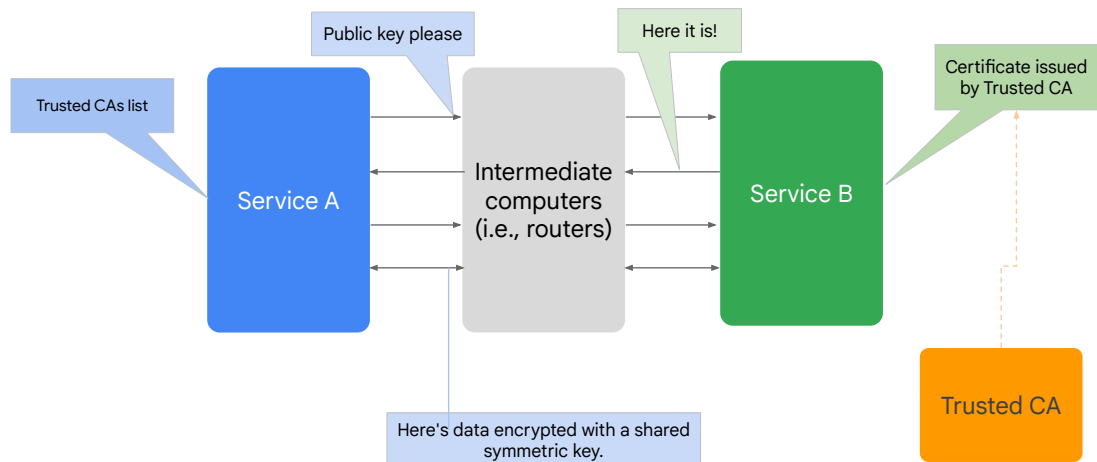 Public key please
Here it is!
Certificate issued
by Trusted CA
Trusted CAs list
Service A
Intermediate
computers
(i.e., routers)
Service B
Trusted CA
Here's data encrypted with a shared
symmetric key.